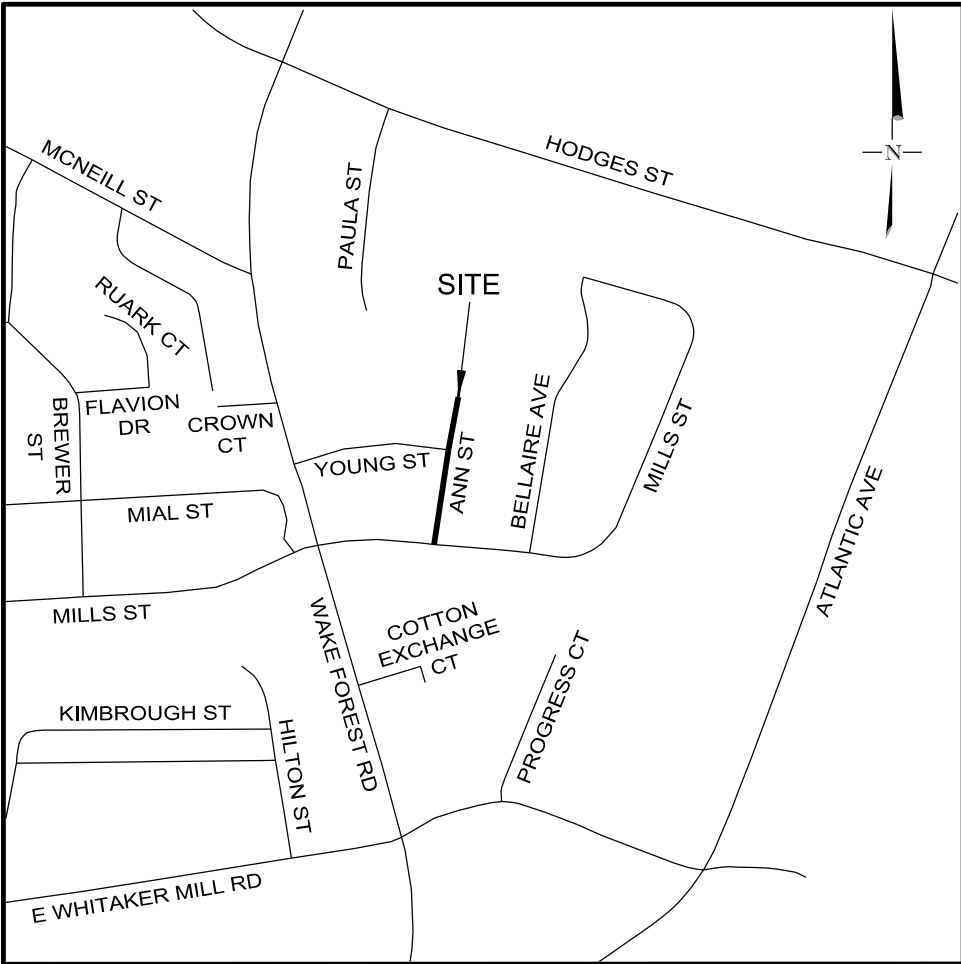 MCNEILL ST
HODGES ST
N
PAULA ST
SITE
RUARK CT
FLAVION
DR
CROWN
CT
BREWER
ST
YOUNG ST
ANN ST
BELLAIRE AVE
MILLS ST
ATLANTIC AVE
MIAL ST
MILLS ST
WAKE FOREST RD
COTTON
EXCHANGE
CT
PROGRESS CT
KIMBROUGH ST
HILTON ST
E WHITAKER MILL RD